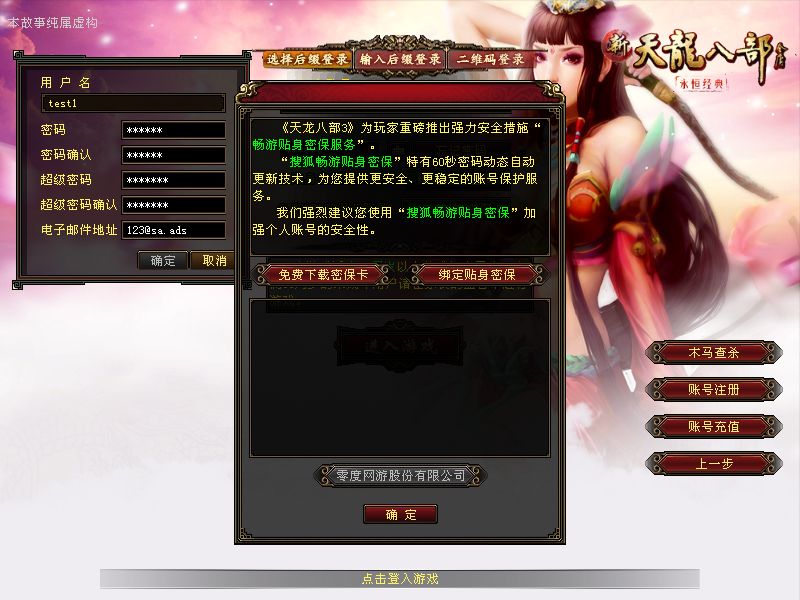 本故事纯属虚构
新天龍八部
永恒经典
选择后缀登录 输入后缀登录 二维码登录
用 户 名
test1
密码 ******
密码确认 ******
超级密码 *******
超级密码确认 *******
电子邮件地址 123@sa.ads
确定 取消
《天龙八部3》为玩家重磅推出强力安全措施“
畅游贴身密保服务”。
“搜狐畅游贴身密保”特有60秒密码动态自动
更新技术，为您提供更安全、更稳定的账号保护服
务。
我们强烈建议您使用“搜狐畅游贴身密保”加
强个人账号的安全性。
免费下载密保卡 绑定贴身密保
进入游戏
零度网游股份有限公司
确 定
木马查杀
账号注册
账号充值
上一步
点击登入游戏